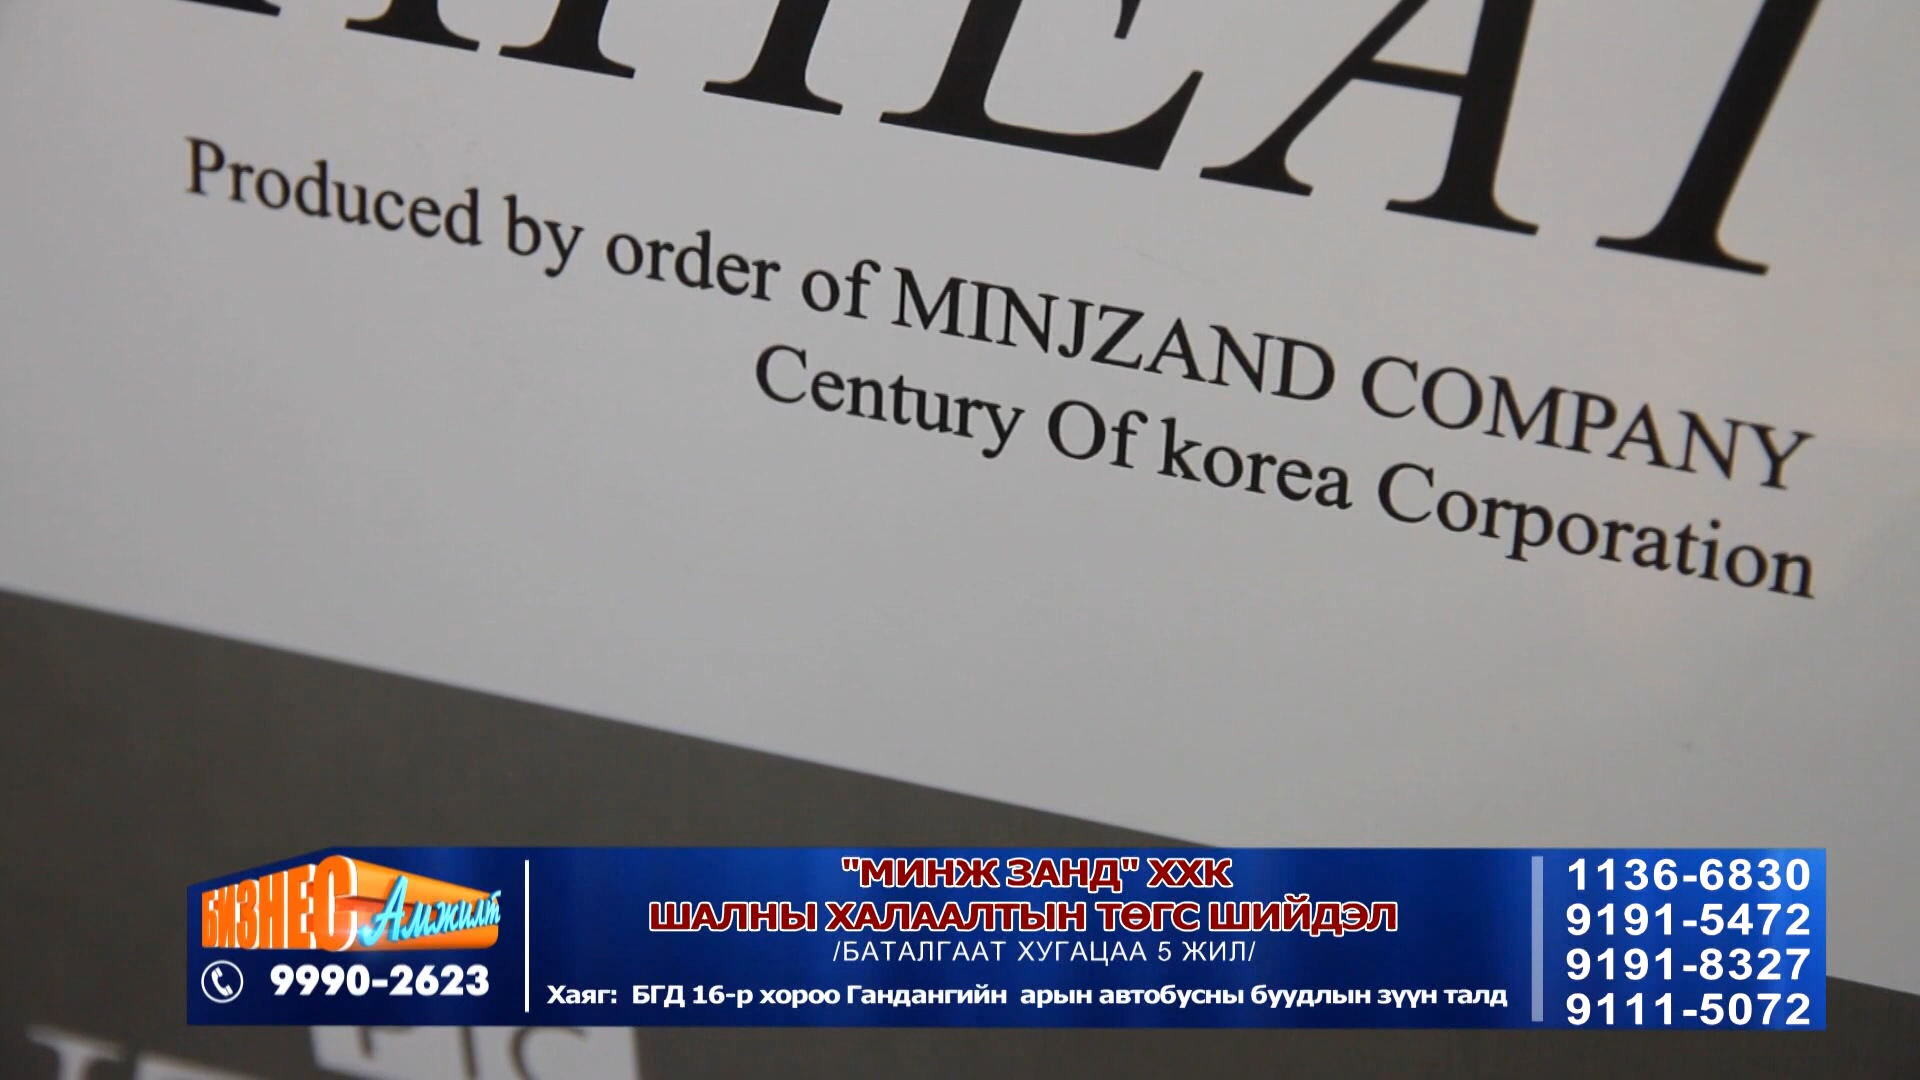 Produced by order of MINJZAND COMPANY
Century Of korea Corporation
БИЗНЕС Амжилт
9990-2623
"МИНЖ ЗАНД" ХХК
ШАЛНЫ ХАЛААЛТЫН ТӨГС ШИЙДЭЛ
/БАТАЛГААТ ХУГАЦАА 5 ЖИЛ/
Хаяг: БГД 16-р хороо Гандангийн арын автобусны буудлын зүүн талд
1136-6830
9191-5472
9191-8327
9111-5072